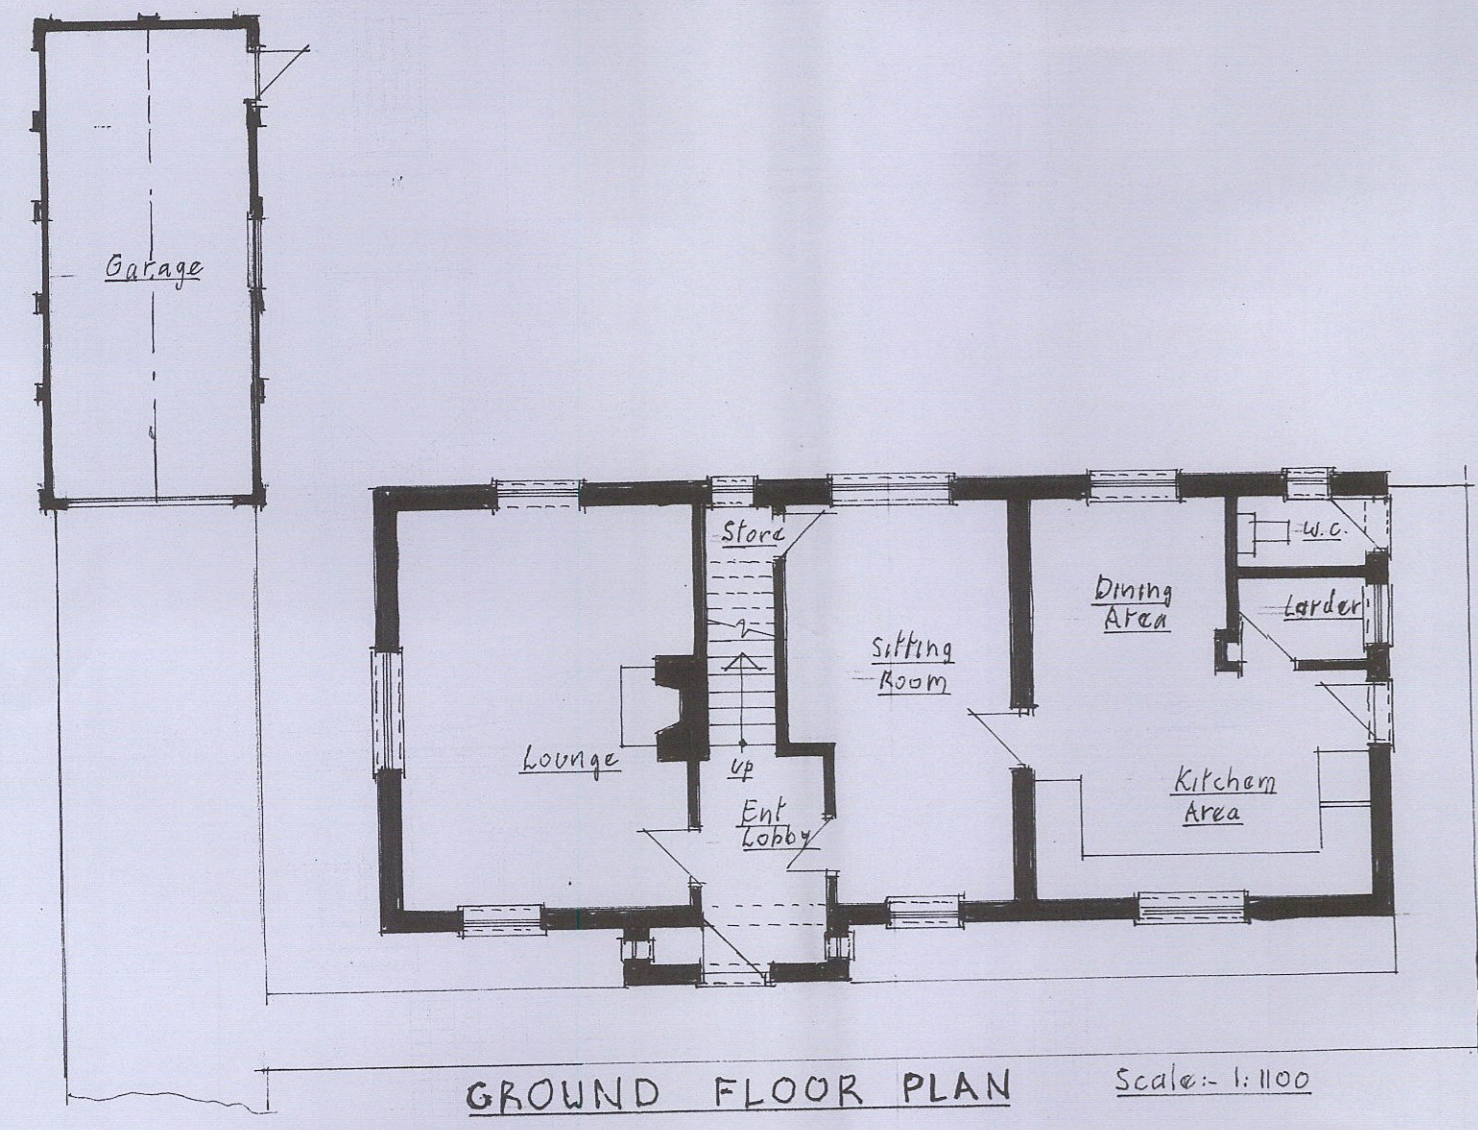 Garage
Store
W.C.
Dining
Area
Larder
Sitting
Room
Lounge
UP
Kitchen
Area
Ent
Lobby
GROUND FLOOR PLAN
Scale:- 1:1100